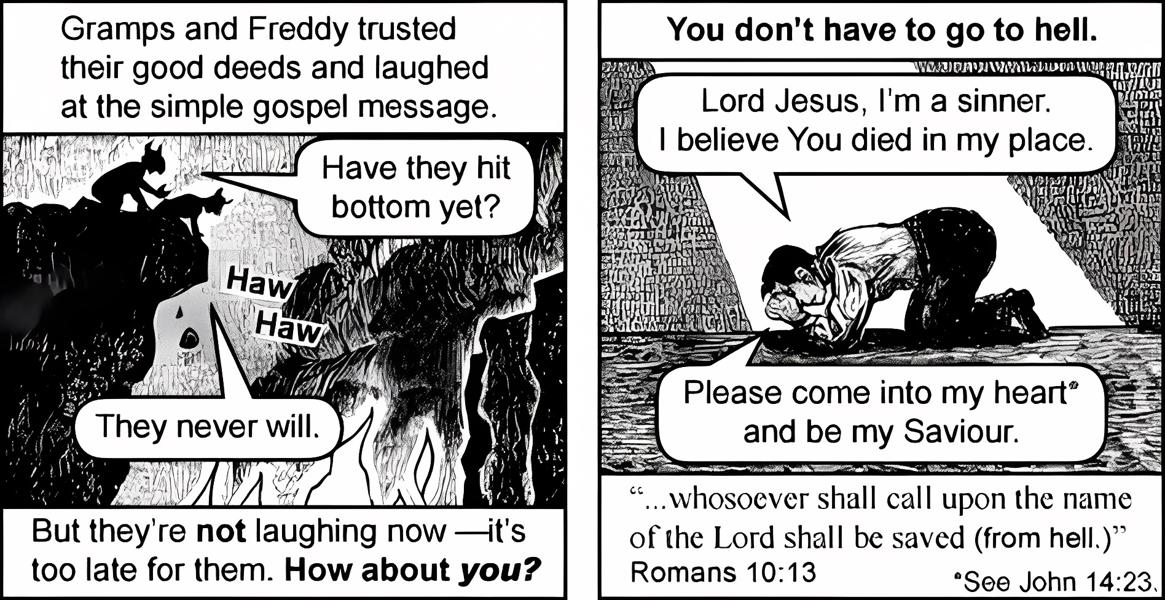 Gramps and Freddy trusted
their good deeds and laughed
at the simple gospel message.
Have they hit
bottom yet?
Haw
Haw
They never will.
But they're not laughing now —it's
too late for them. How about you?
You don't have to go to hell.
Lord Jesus, I'm a sinner.
I believe You died in my place.
Please come into my heart*
and be my Saviour.
“...whosoever shall call upon the name
of the Lord shall be saved (from hell.)”
Romans 10:13
*See John 14:23.